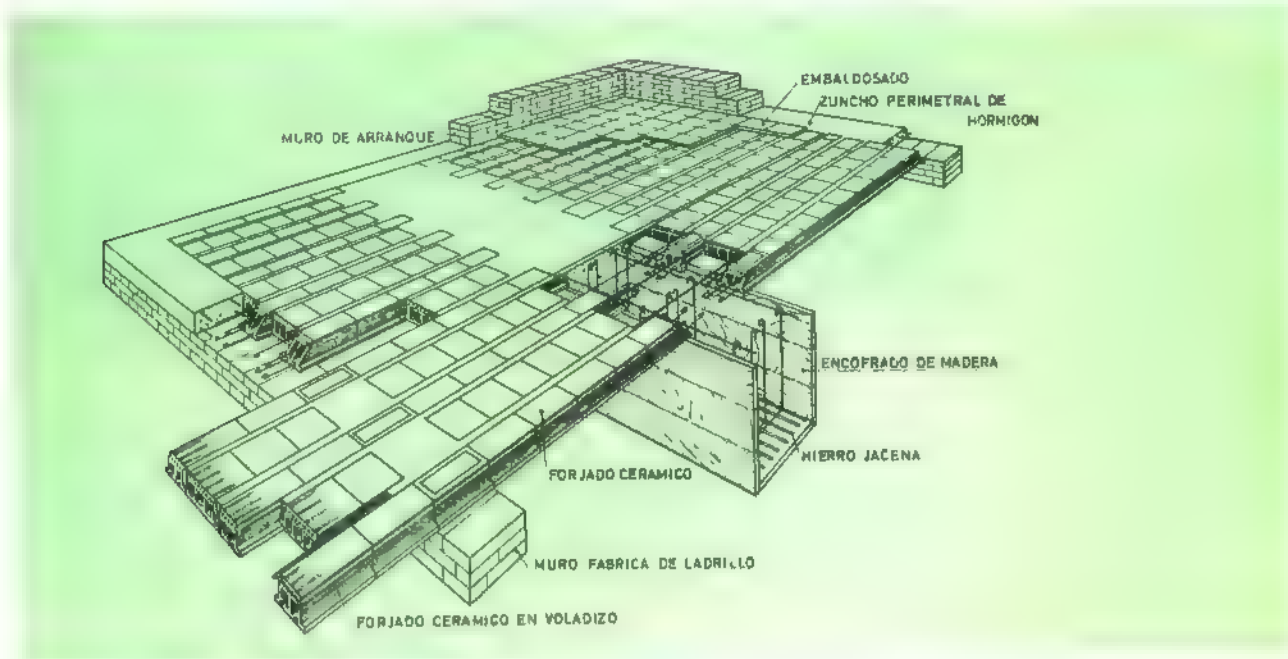 EMBALDOSADO
ZUNCHO PERIMETRAL DE
HORMIGON
MURO DE ARRANQUE
ENCOFRADO DE MADERA
HIERRO JACENA
FORJADO CERAMICO
MURO FABRICA DE LADRILLO
FORJADO CERAMICO EN VOLADIZO